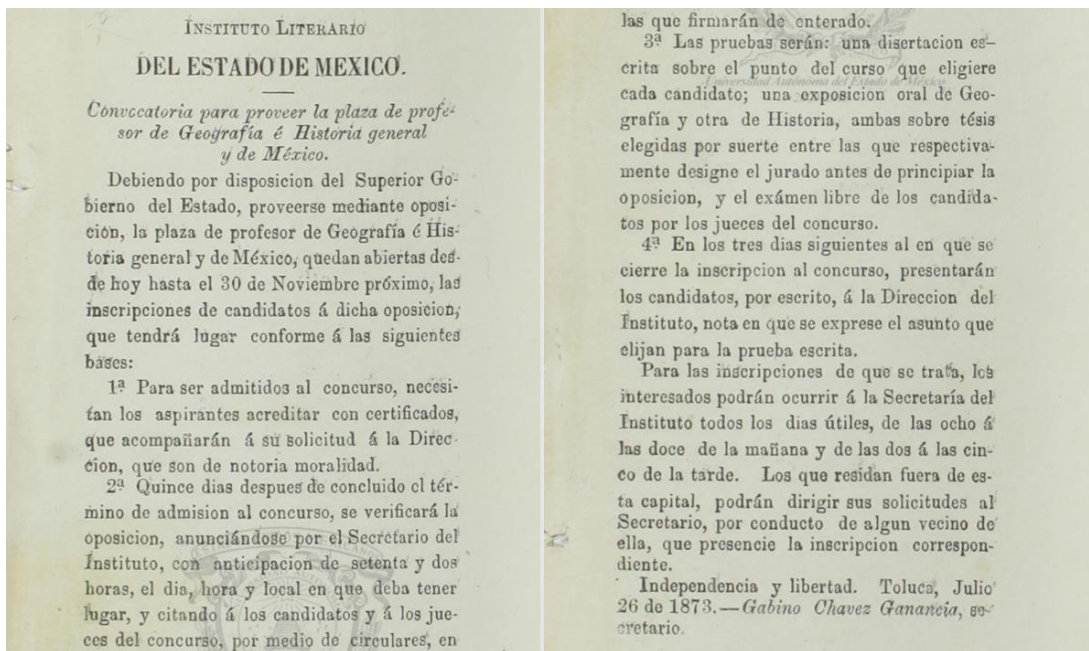 INSTITUTO LITERARIO
DEL ESTADO DE MEXICO.
Convocatoria para proveer la plaza de profe-
sor de Geografía é Historia general
y de México.
Debiendo por disposicion del Superior Go-
bierno del Estado, proveerse mediante oposi-
cion, la plaza de profesor de Geografía é His-
toria general y de México, quedan abiertas des-
de hoy hasta el 30 de Noviembre próximo, las
inscripciones de candidatos á dicha oposicion,
que tendrá lugar conforme á las siguientes
bases:
1ª Para ser admitidos al concurso, necesi-
tan los aspirantes acreditar con certificados,
que acompañarán á su solicitud á la Direc-
cion, que son de notoria moralidad.
2ª Quince dias despues de concluido el tér-
mino de admision al concurso, se verificará la
oposicion, anunciándose por el Secretario del
Instituto, con anticipacion de setenta y dos
horas, el dia, hora y local en que deba tener
lugar, y citando á los candidatos y á los jue-
ces del concurso, por medio de circulares, en
las que firmarán de enterado.
3ª Las pruebas serán: una disertacion es-
crita sobre el punto del curso que eligiere
Universidad Autónoma del Estado de México
cada candidato; una exposicion oral de Geo-
grafía y otra de Historia, ambas sobre tésis
elegidas por suerte entre las que respectiva-
mente designe el jurado antes de principiar la
oposicion, y el exámen libre de los candida-
tos por los jueces del concurso.
4ª En los tres dias siguientes al en que se
cierre la inscripcion al concurso, presentarán
los candidatos, por escrito, á la Direccion del
Instituto, nota en que se exprese el asunto que
elijan para la prueba escrita.
Para las inscripciones de que se trata, los
interesados podrán ocurrir á la Secretaría del
Instituto todos los dias útiles, de las ocho á
las doce de la mañana y de las dos á las cin-
co de la tarde. Los que residan fuera de es-
ta capital, podrán dirigir sus solicitudes al
Secretario, por conducto de algun vecino de
ella, que presencie la inscripcion correspon-
diente.
Independencia y libertad. Toluca, Julio
26 de 1873.—Gabino Chavez Ganancia, se-
cretario.